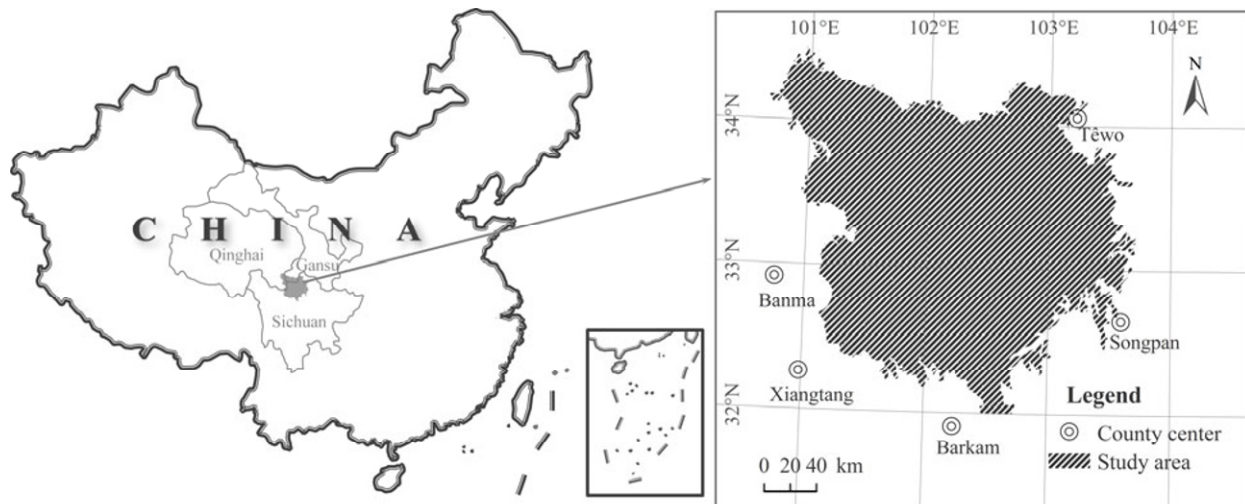 C H I N A
Qinghai
Gansu
Sichuan
101°E
102°E
103°E
104°E
34°N
33°N
32°N
N
Têwo
Banma
Songpan
Xiangtang
Barkam
Legend
County center
Study area
0 20 40 km